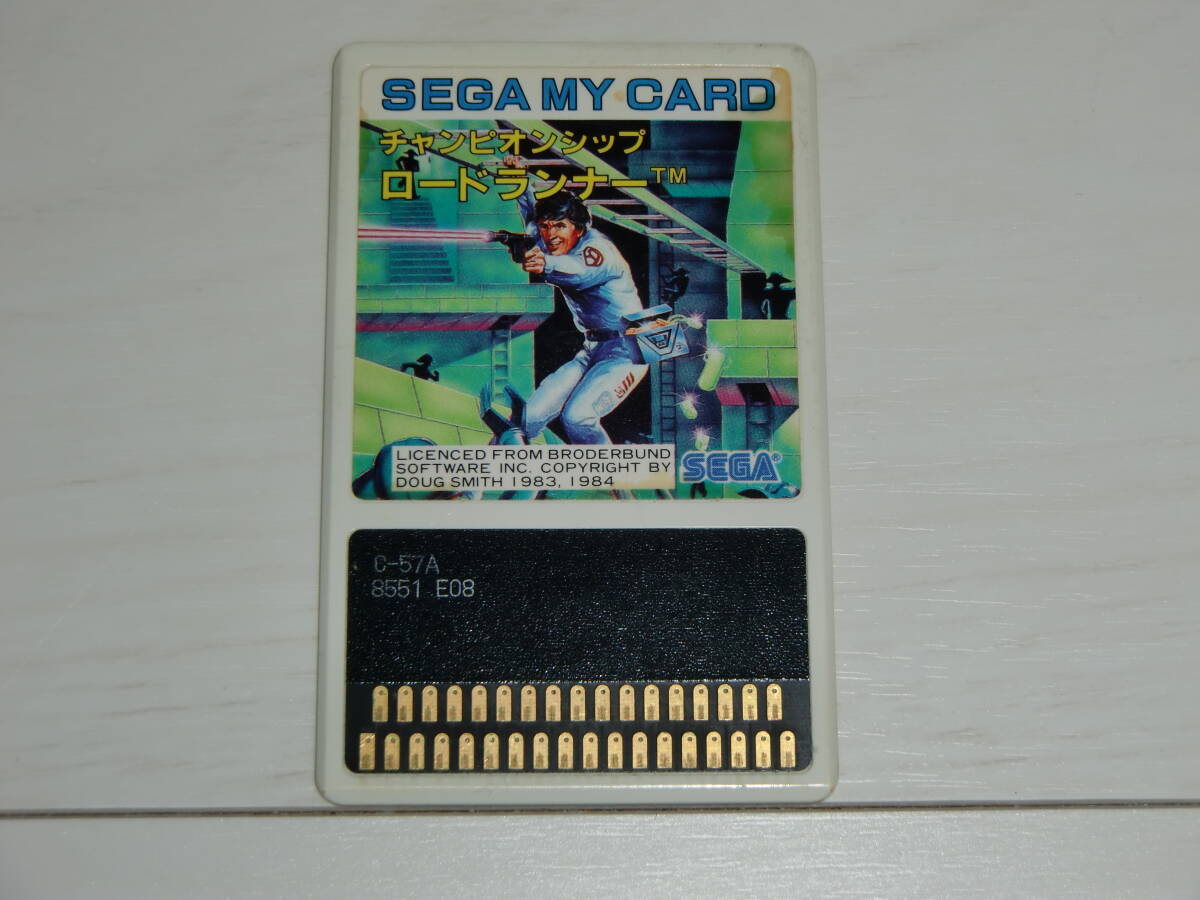 SEGA MY CARD
チャンピオンシップ
ロードランナー™
LICENCED FROM BRODERBUND
SOFTWARE INC. COPYRIGHT BY
DOUG SMITH 1983, 1984
SEGA®
C-57A
8551 E08